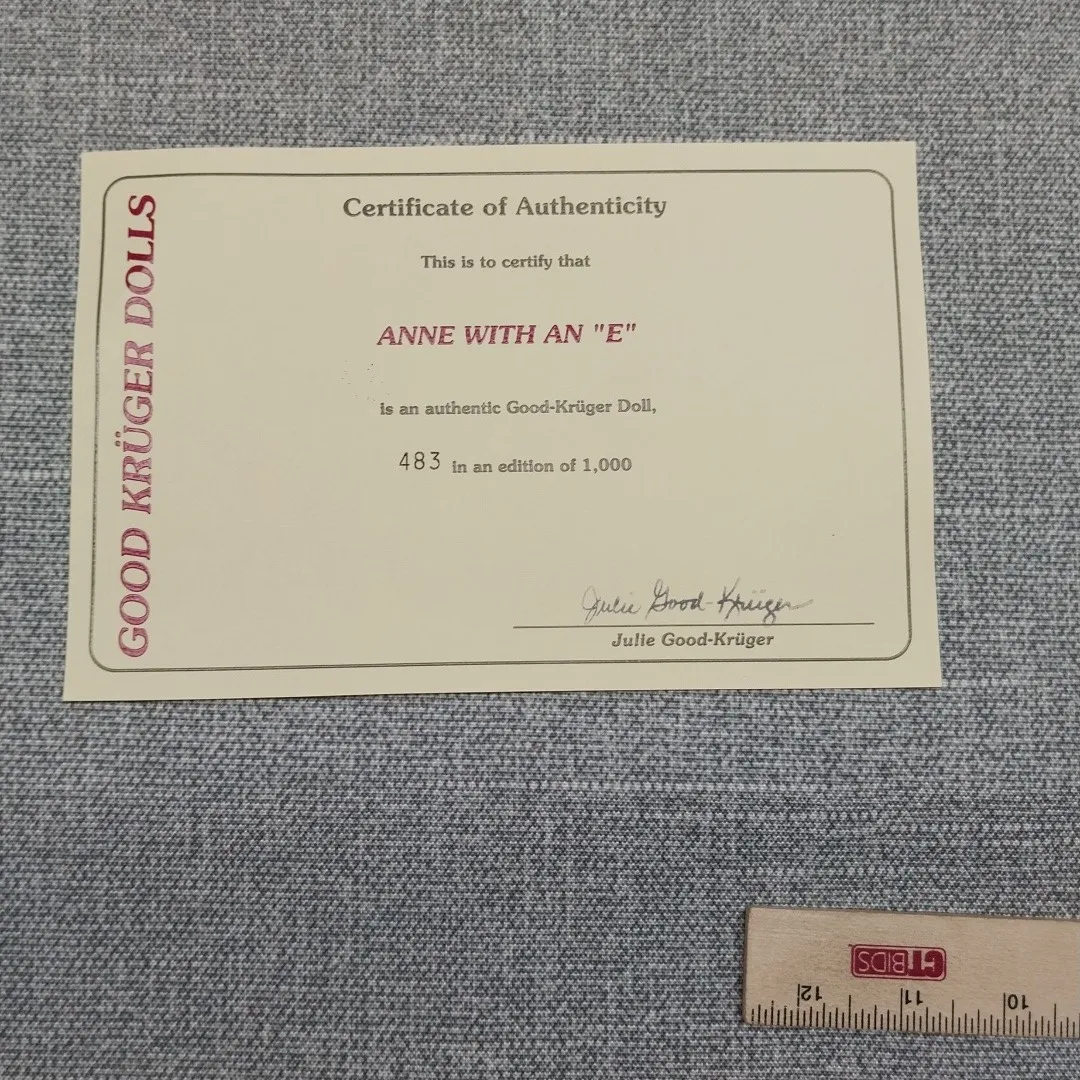 GOOD KRÜGER DOLLS
Certificate of Authenticity
This is to certify that
ANNE WITH AN "E"
is an authentic Good-Krüger Doll,
483 in an edition of 1,000
Julie Good-Krüger
Julie Good-Krüger
CTBIDS
12 11 10